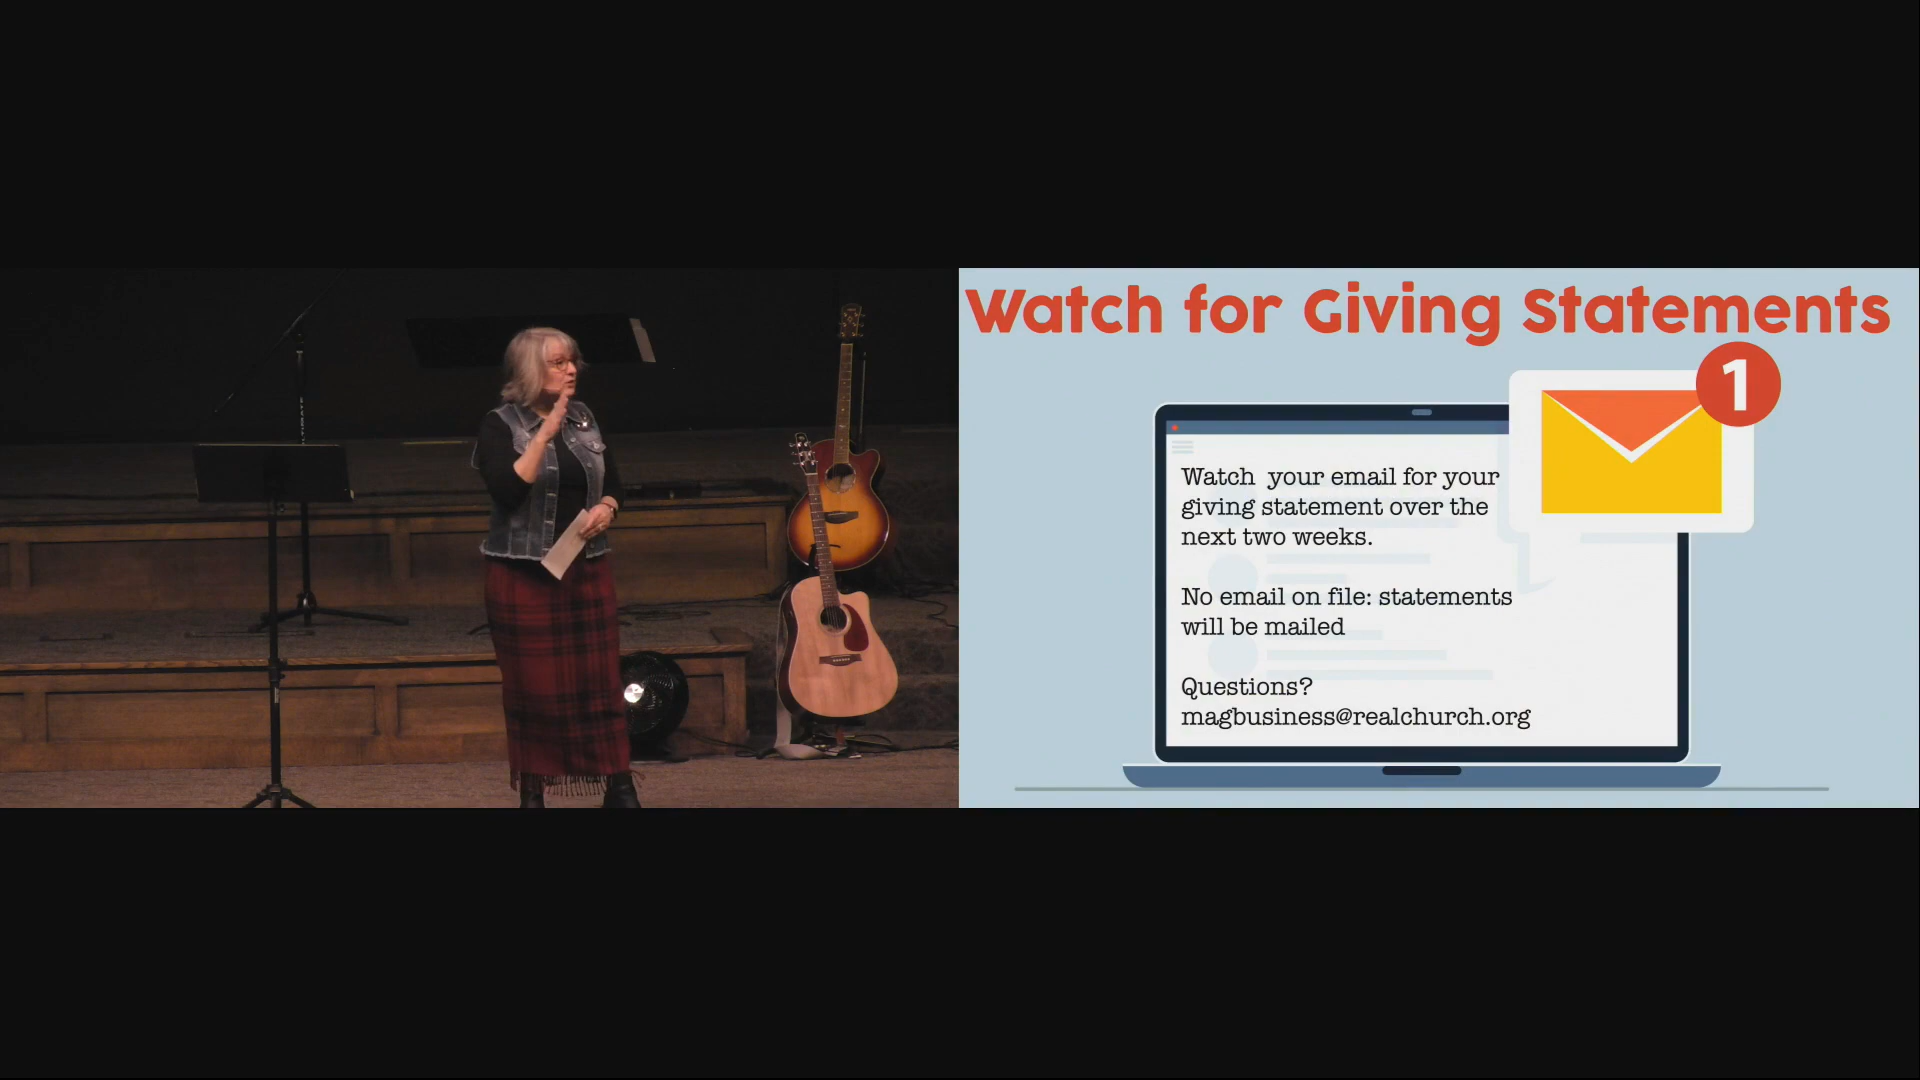 Watch for Giving Statements
1
Watch your email for your
giving statement over the
next two weeks.
No email on file: statements
will be mailed
Questions?
magbusiness@realchurch.org